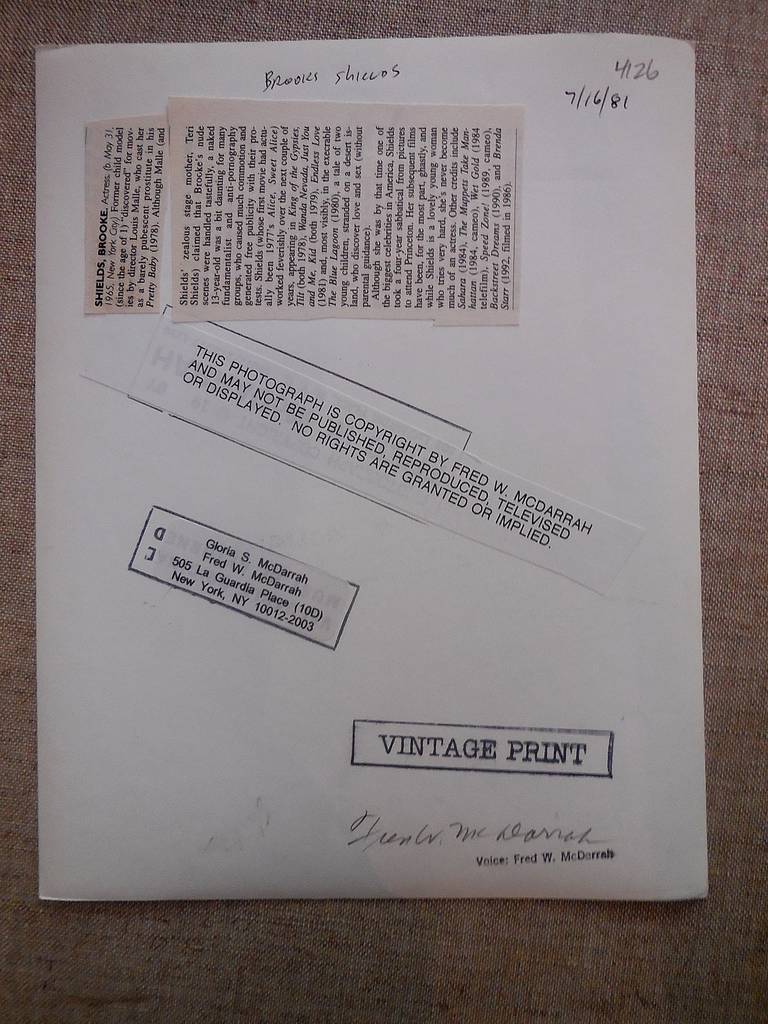 BROOKE SHIELDS
4126
7/16/81
SHIELDS, BROOKE. Actress. (b. May 31,
1965, New York City) Former child model
(since the age of 1) "discovered" for mov-
ies by director Louis Malle, who cast her
as a barely pubescent prostitute in his
Pretty Baby (1978). Although Malle (and
Shields' zealous stage mother, Teri
Shields) claimed that Brooke's nude
scenes were handled tastefully, a naked
13-year-old was a bit daunting for many
fundamentalist and anti-pornography
groups, who caused much commotion and
generated free publicity with their pro-
tests. Shields (whose first movie had actu-
ally been 1977's Alice, Sweet Alice)
worked feverishly over the next couple of
years, appearing in King of the Gypsies,
Tilt (both 1978), Wanda Nevada, Just You
and Me, Kid (both 1979), Endless Love
(1981) and, most visibly, in the execrable
The Blue Lagoon (1980), a tale of two
young children, stranded on a desert is-
land, who discover love and sex (without
parental guidance).
Although she was by that time one of
the biggest celebrities in America, Shields
took a four-year sabbatical from pictures
to attend Princeton. Her subsequent films
have been, for the most part, ghastly, and
while Shields is a lovely young woman
who tries very hard, she's never become
much of an actress. Other credits include
Sahara (1984), The Muppets Take Man-
hattan (1984, cameo), Wet Gold (1984
telefilm), Speed Zone! (1989, cameo),
Backstreet Dreams (1990), and Brenda
Starr (1992, filmed in 1986).
THIS PHOTOGRAPH IS COPYRIGHT BY FRED W. MCDARRAH
AND MAY NOT BE PUBLISHED, REPRODUCED, TELEVISED
OR DISPLAYED. NO RIGHTS ARE GRANTED OR IMPLIED.
Gloria S. McDarrah
Fred W. McDarrah
505 La Guardia Place (10D)
New York, NY 10012-2003
VINTAGE PRINT
Fred W. McDarrah
Voice: Fred W. McDarrah